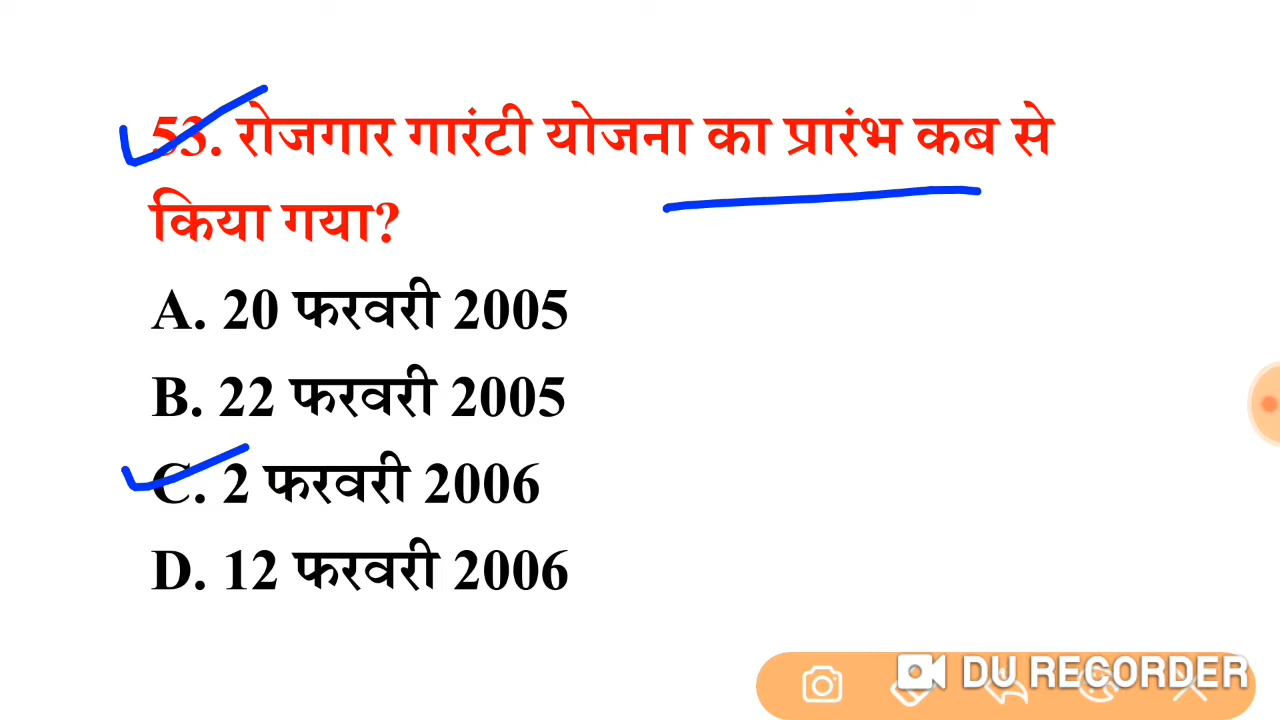 53. रोजगार गारंटी योजना का प्रारंभ कब से
किया गया?
A. 20 फरवरी 2005
B. 22 फरवरी 2005
C. 2 फरवरी 2006
D. 12 फरवरी 2006
DU RECORDER